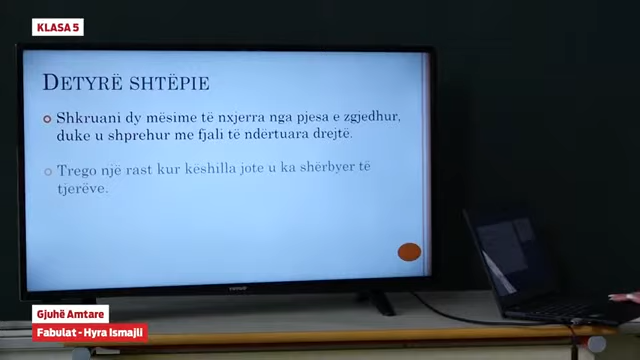 KLASA 5
DETYRË SHTËPIE
Shkruani dy mësime të nxjerra nga pjesa e zgjedhur,
duke u shprehur me fjali të ndërtuara drejtë.
Trego një rast kur këshilla jote u ka shërbyer të
tjerëve.
Gjuhë Amtare
Fabulat - Hyra Ismajli